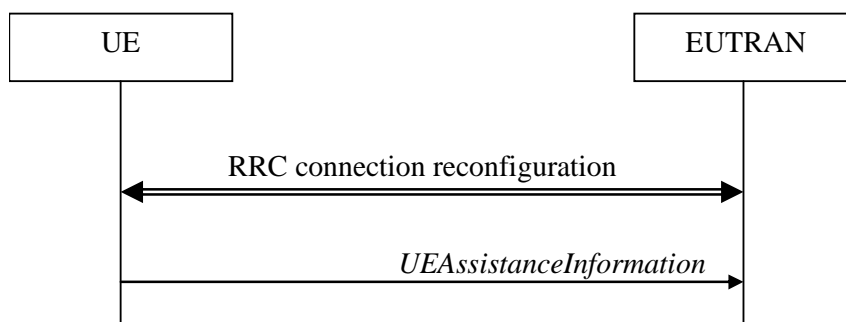 UE
EUTRAN
RRC connection reconfiguration
UEAssistanceInformation